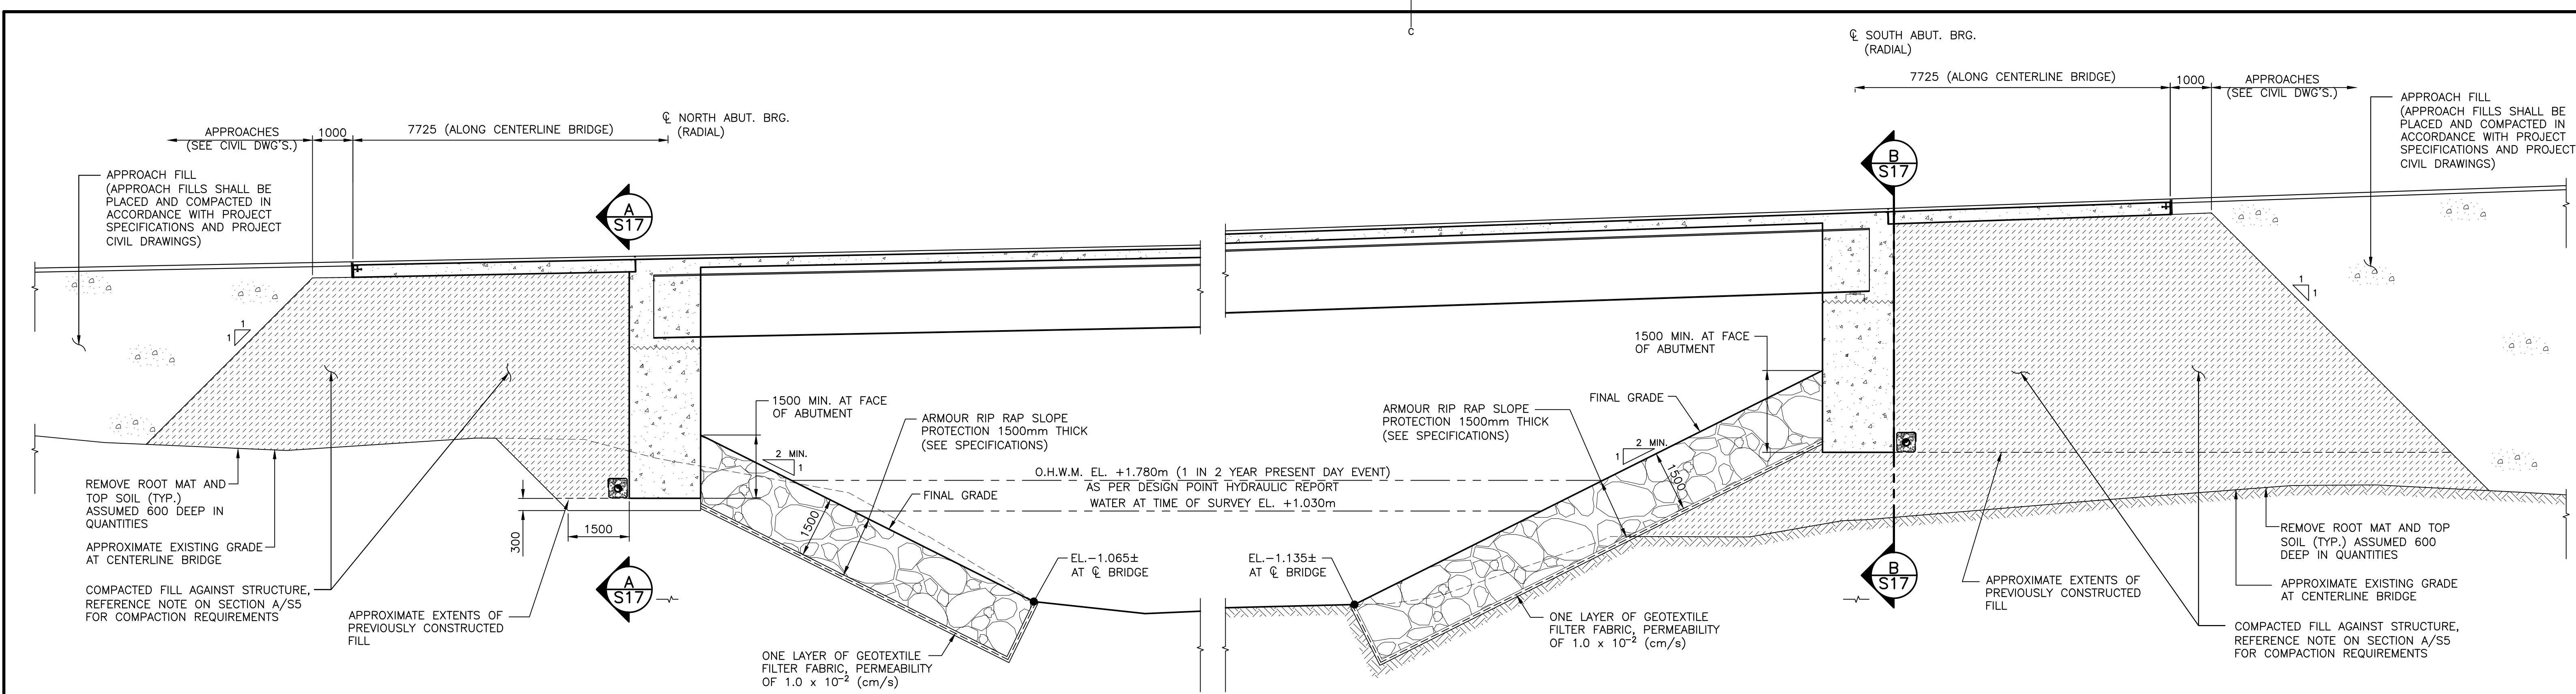 C
℄ SOUTH ABUT. BRG.
(RADIAL)
7725 (ALONG CENTERLINE BRIDGE)
1000
APPROACHES
(SEE CIVIL DWG'S.)
APPROACH FILL
(APPROACH FILLS SHALL BE
PLACED AND COMPACTED IN
ACCORDANCE WITH PROJECT
SPECIFICATIONS AND PROJECT
CIVIL DRAWINGS)
℄ NORTH ABUT. BRG.
(RADIAL)
APPROACHES
(SEE CIVIL DWG'S.)
1000
7725 (ALONG CENTERLINE BRIDGE)
APPROACH FILL
(APPROACH FILLS SHALL BE
PLACED AND COMPACTED IN
ACCORDANCE WITH PROJECT
SPECIFICATIONS AND PROJECT
CIVIL DRAWINGS)
A
S17
B
S17
1
1
1
1
1500 MIN. AT FACE
OF ABUTMENT
1500 MIN. AT FACE
OF ABUTMENT
ARMOUR RIP RAP SLOPE
PROTECTION 1500mm THICK
(SEE SPECIFICATIONS)
ARMOUR RIP RAP SLOPE
PROTECTION 1500mm THICK
(SEE SPECIFICATIONS)
FINAL GRADE
2 MIN.
1
2 MIN.
1
O.H.W.M. EL. +1.780m (1 IN 2 YEAR PRESENT DAY EVENT)
AS PER DESIGN POINT HYDRAULIC REPORT
WATER AT TIME OF SURVEY EL. +1.030m
FINAL GRADE
1500
1500
REMOVE ROOT MAT AND
TOP SOIL (TYP.)
ASSUMED 600 DEEP IN
QUANTITIES
APPROXIMATE EXISTING GRADE
AT CENTERLINE BRIDGE
COMPACTED FILL AGAINST STRUCTURE,
REFERENCE NOTE ON SECTION A/S5
FOR COMPACTION REQUIREMENTS
300
1500
APPROXIMATE EXTENTS OF
PREVIOUSLY CONSTRUCTED
FILL
A
S17
EL.-1.065±
AT ℄ BRIDGE
EL.-1.135±
AT ℄ BRIDGE
ONE LAYER OF GEOTEXTILE
FILTER FABRIC, PERMEABILITY
OF 1.0 x 10⁻² (cm/s)
ONE LAYER OF GEOTEXTILE
FILTER FABRIC, PERMEABILITY
OF 1.0 x 10⁻² (cm/s)
B
S17
APPROXIMATE EXTENTS OF
PREVIOUSLY CONSTRUCTED
FILL
REMOVE ROOT MAT AND TOP
SOIL (TYP.) ASSUMED 600
DEEP IN QUANTITIES
APPROXIMATE EXISTING GRADE
AT CENTERLINE BRIDGE
COMPACTED FILL AGAINST STRUCTURE,
REFERENCE NOTE ON SECTION A/S5
FOR COMPACTION REQUIREMENTS